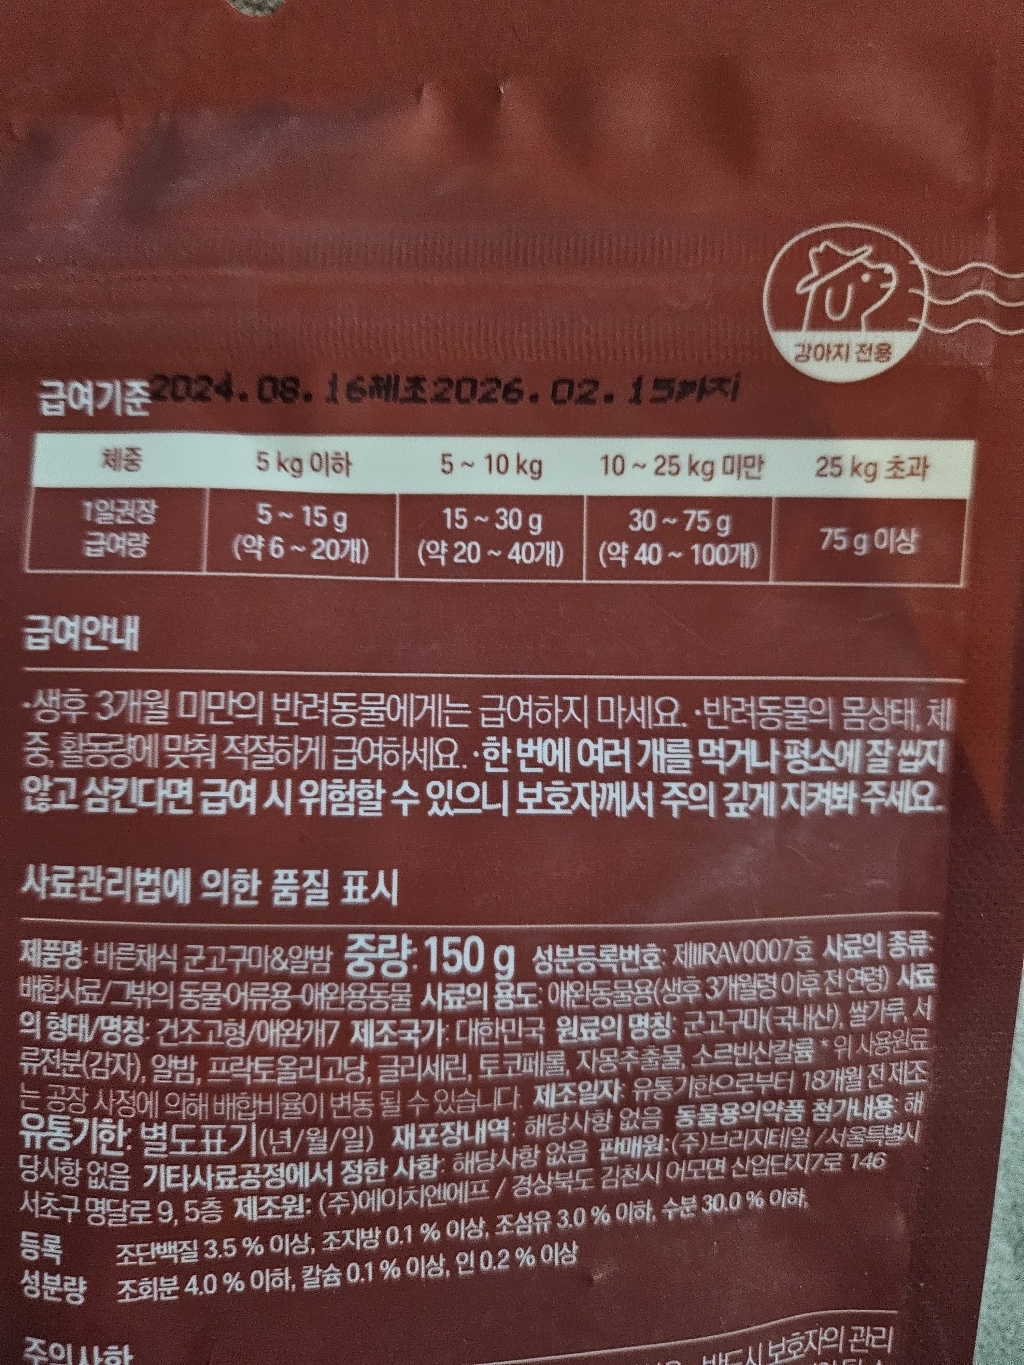 강아지 전용
급여기준 2024.08.16제조2026.02.15까지
체중 5 kg 이하 5 ~ 10 kg 10 ~ 25 kg 미만 25 kg 초과
1일권장 급여량 5 ~ 15 g (약 6 ~ 20개) 15 ~ 30 g (약 20 ~ 40개) 30 ~ 75 g (약 40 ~ 100개) 75 g 이상
급여안내
·생후 3개월 미만의 반려동물에게는 급여하지 마세요. ·반려동물의 몸상태, 체
중, 활동량에 맞춰 적절하게 급여하세요. ·한 번에 여러 개를 먹거나 평소에 잘 씹지
않고 삼킨다면 급여 시 위험할 수 있으니 보호자께서 주의 깊게 지켜봐 주세요.
사료관리법에 의한 품질 표시
제품명: 바른채식 군고구마&알밤 중량: 150 g 성분등록번호: 제IIRAV0007호 사료의 종류:
배합사료/그밖의 동물·어류용-애완용동물 사료의 용도: 애완동물용(생후 3개월령 이후 전 연령) 사료
의 형태/명칭: 건조고형/애완개7 제조국가: 대한민국 원료의 명칭: 군고구마(국내산), 쌀가루, 서
류전분(감자), 알밤, 프락토올리고당, 글리세린, 토코페롤, 자몽추출물, 소르빈산칼륨 *위 사용원료
는 공장 사정에 의해 배합비율이 변동 될 수 있습니다. 제조일자: 유통기한으로부터 18개월 전 제조
유통기한: 별도표기(년/월/일) 재포장내역: 해당사항 없음 동물용의약품 첨가내용: 해
당사항 없음 기타사료공정에서 정한 사항: 해당사항 없음 판매원:(주)브리지테일 /서울특별시
서초구 명달로 9, 5층 제조원: (주)에이치엔에프 / 경상북도 김천시 어모면 산업단지7로 146
등록 성분량 조단백질 3.5 % 이상, 조지방 0.1 % 이상, 조섬유 3.0 % 이하, 수분 30.0 % 이하,
조회분 4.0 % 이하, 칼슘 0.1 % 이상, 인 0.2 % 이상
주의사항
반드시 보호자의 관리